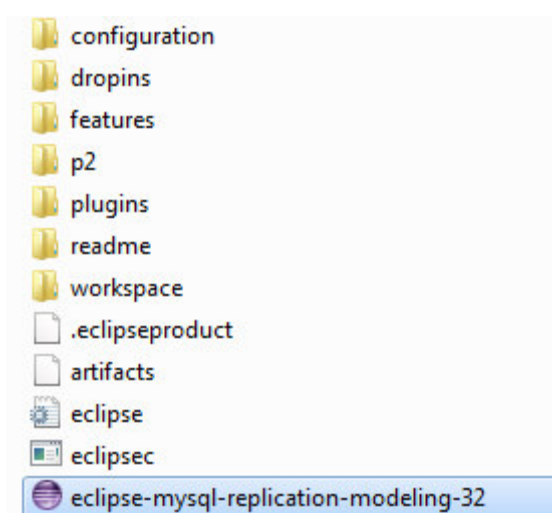 configuration
dropins
features
p2
plugins
readme
workspace
.eclipseproduct
artifacts
eclipse
eclipsec
eclipse-mysql-replication-modeling-32